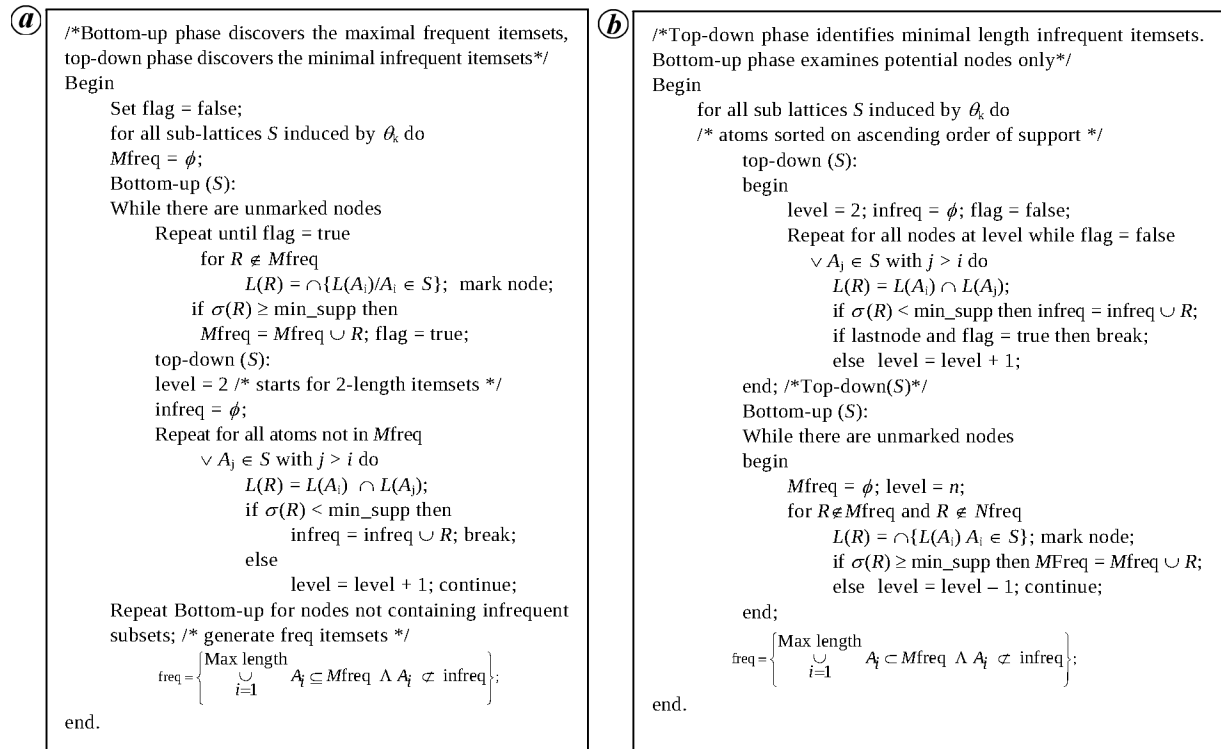 a
/*Bottom-up phase discovers the maximal frequent itemsets,
top-down phase discovers the minimal infrequent itemsets*/
Begin
Set flag = false;
for all sub-lattices S induced by θk do
Mfreq = ϕ;
Bottom-up (S):
While there are unmarked nodes
Repeat until flag = true
for R ∉ Mfreq
L(R) = ∩{L(Ai)/Ai ∈ S}; mark node;
if σ(R) ≥ min_supp then
Mfreq = Mfreq ∪ R; flag = true;
top-down (S):
level = 2 /* starts for 2-length itemsets */
infreq = ϕ;
Repeat for all atoms not in Mfreq
∨ Aj ∈ S with j > i do
L(R) = L(Ai) ∩ L(Aj);
if σ(R) < min_supp then
infreq = infreq ∪ R; break;
else
level = level + 1; continue;
Repeat Bottom-up for nodes not containing infrequent
subsets; /* generate freq itemsets */
Max length
freq = { ∪ Ai ⊆ Mfreq Λ Ai ⊄ infreq};
i=1
end.
b
/*Top-down phase identifies minimal length infrequent itemsets.
Bottom-up phase examines potential nodes only*/
Begin
for all sub lattices S induced by θk do
/* atoms sorted on ascending order of support */
top-down (S):
begin
level = 2; infreq = ϕ; flag = false;
Repeat for all nodes at level while flag = false
∨ Aj ∈ S with j > i do
L(R) = L(Ai) ∩ L(Aj);
if σ(R) < min_supp then infreq = infreq ∪ R;
if lastnode and flag = true then break;
else level = level + 1;
end; /*Top-down(S)*/
Bottom-up (S):
While there are unmarked nodes
begin
Mfreq = ϕ; level = n;
for R∉Mfreq and R ∉ Nfreq
L(R) = ∩{L(Ai) Ai ∈ S}; mark node;
if σ(R) ≥ min_supp then MFreq = Mfreq ∪ R;
else level = level – 1; continue;
end;
Max length
freq = { ∪ Ai ⊂ Mfreq Λ Ai ⊄ infreq};
i=1
end.